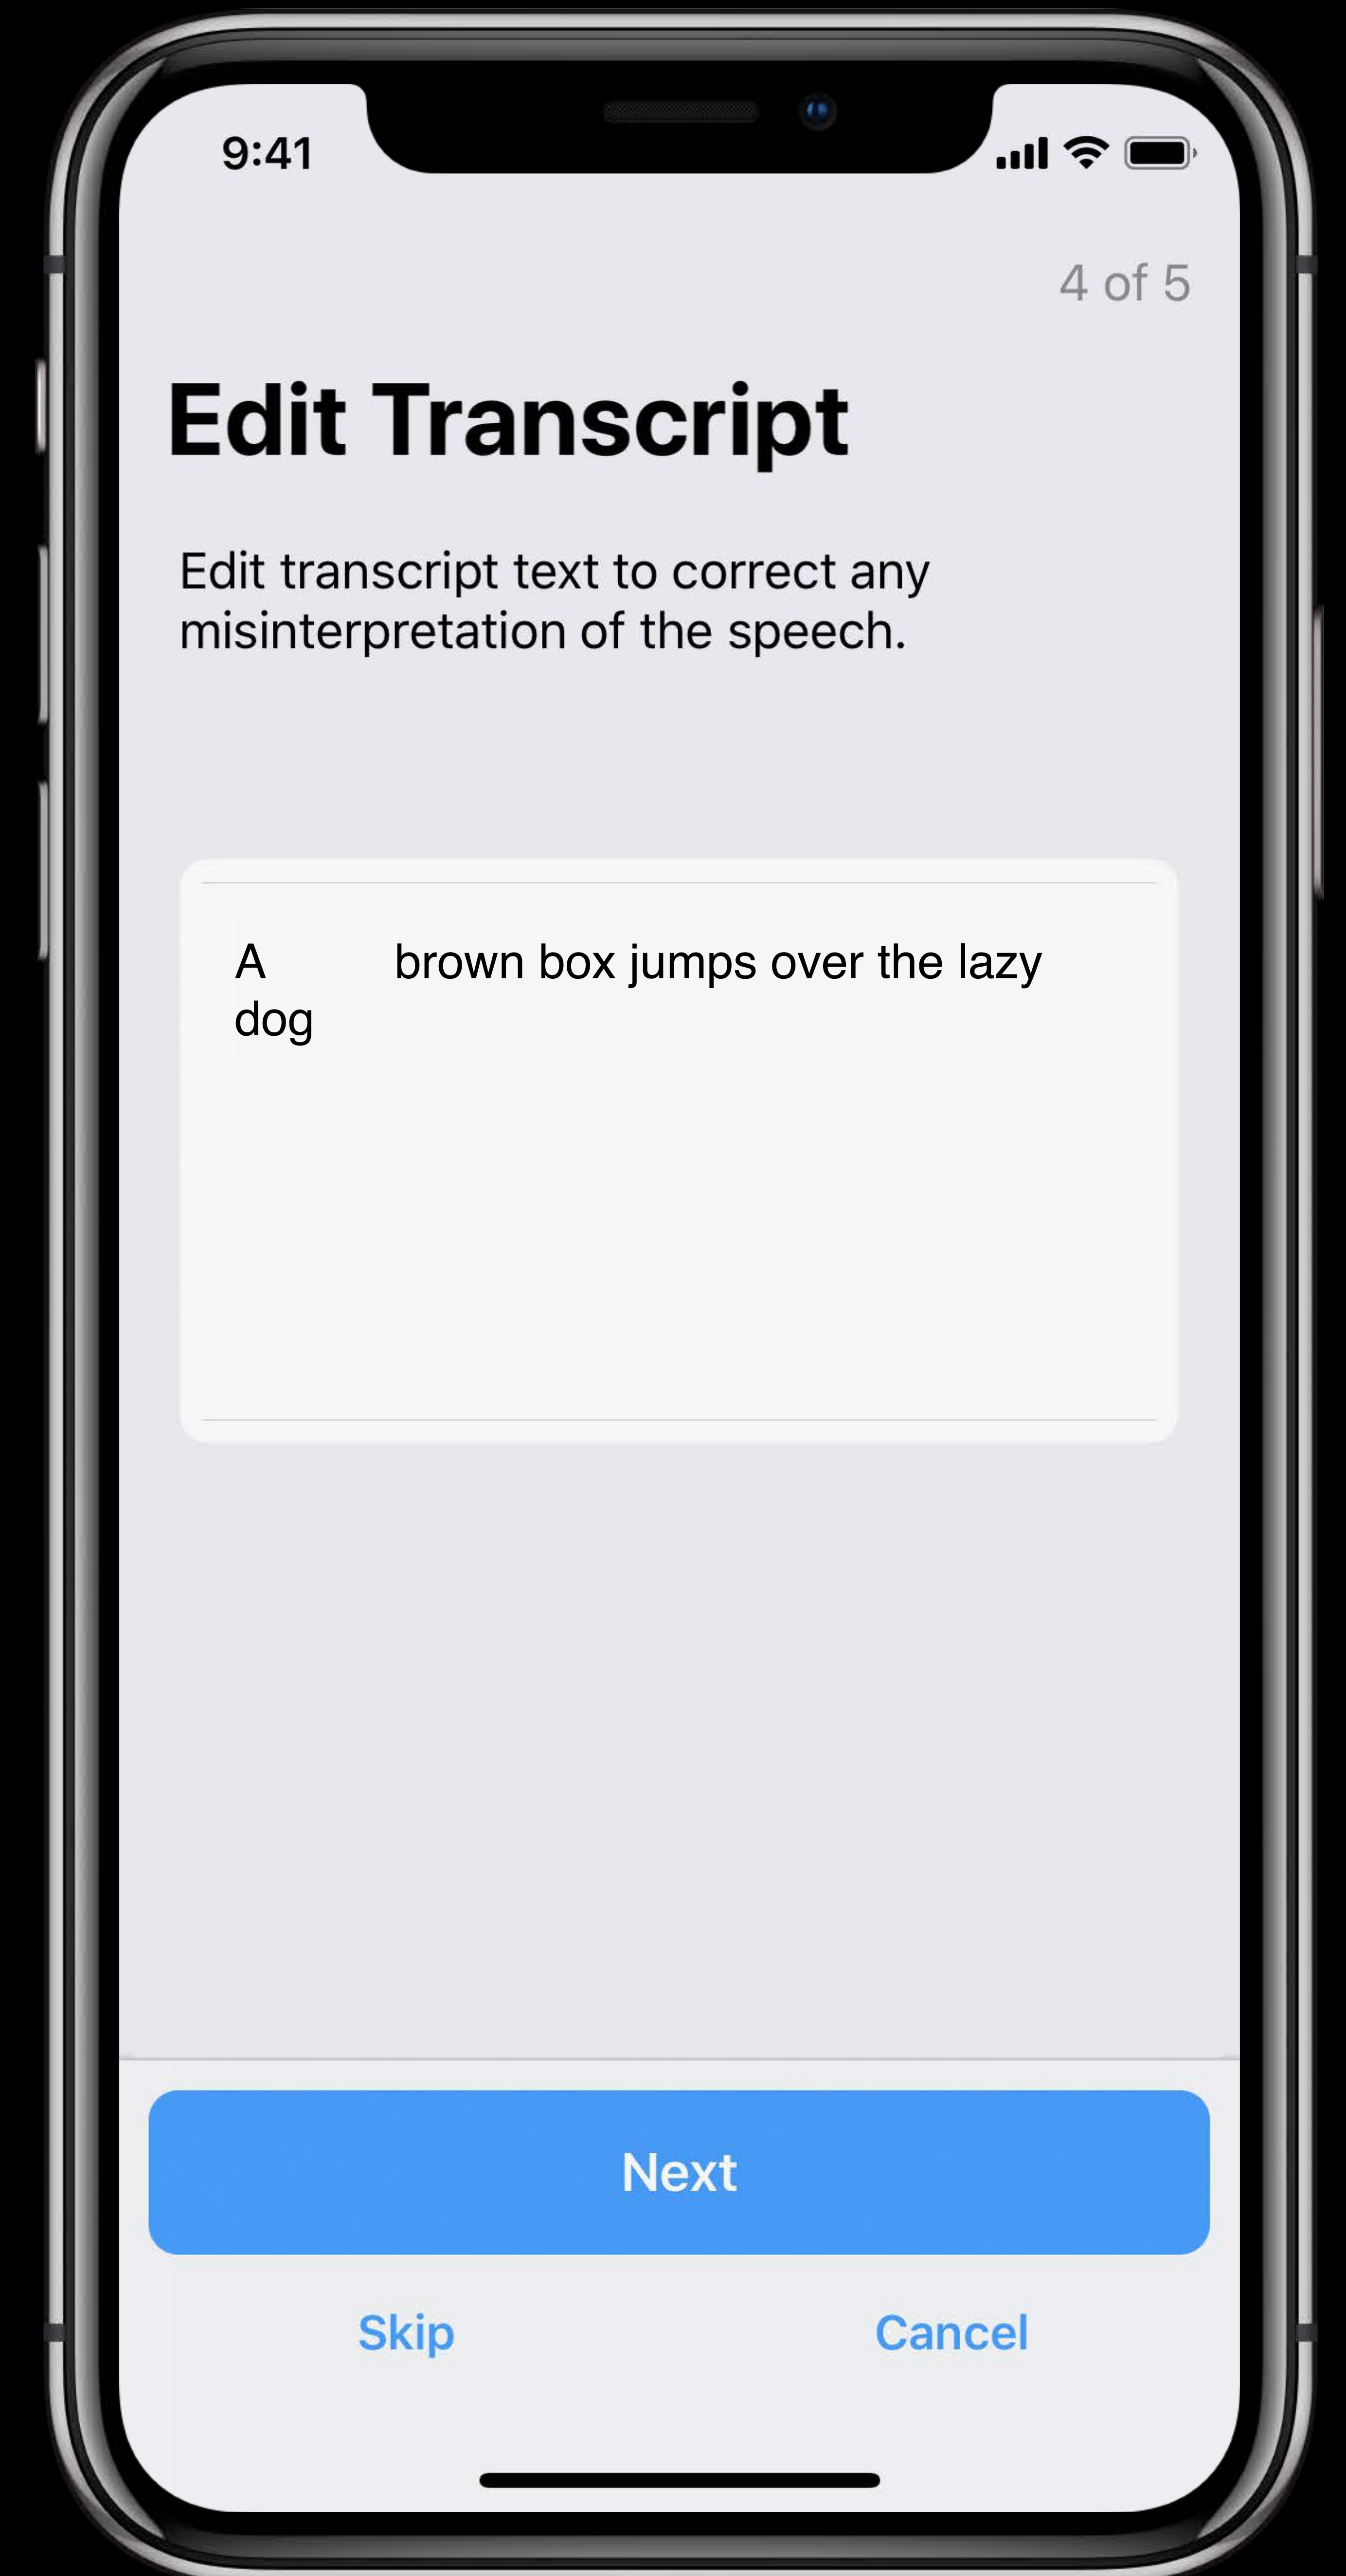 9:41
4 of 5
Edit Transcript
Edit transcript text to correct any
misinterpretation of the speech.
A brown box jumps over the lazy
dog
Next
Skip
Cancel